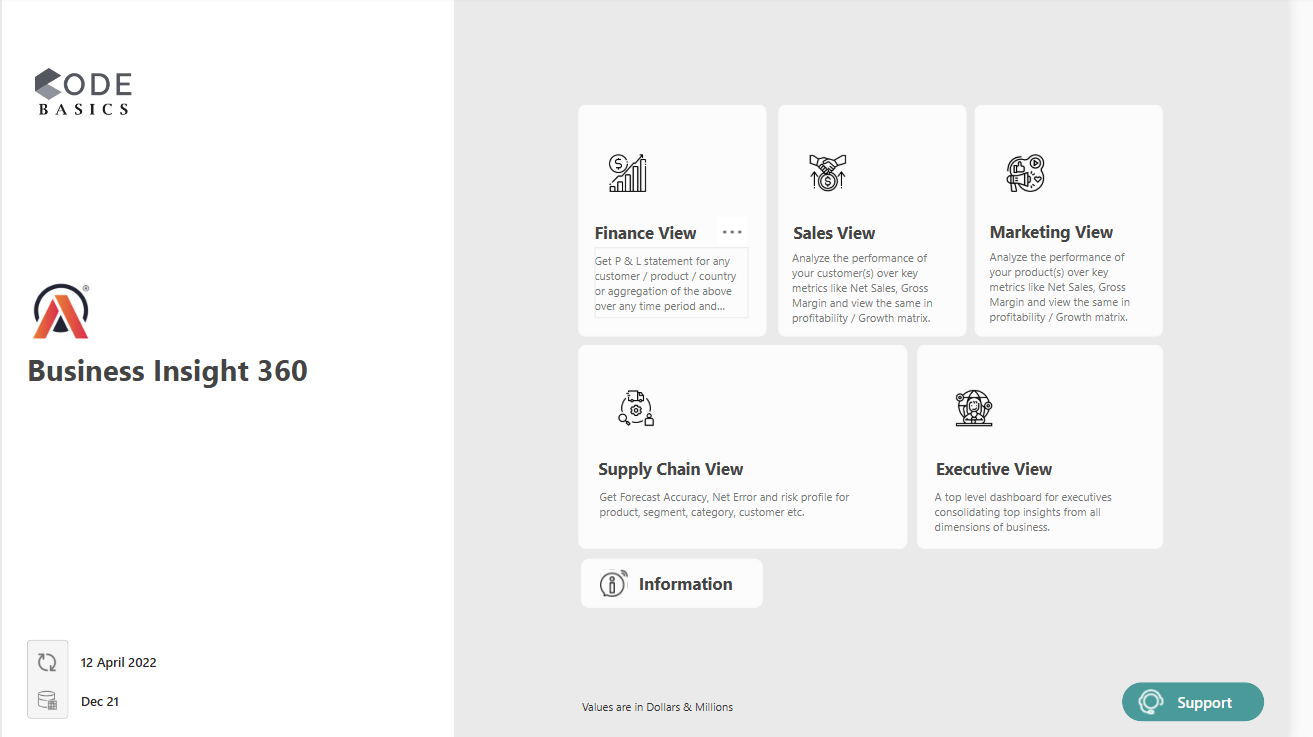 CODE
BASICS
Business Insight 360
12 April 2022
Dec 21
Finance View
Get P & L statement for any
customer / product / country
or aggregation of the above
over any time period and...
Sales View
Analyze the performance of
your customer(s) over key
metrics like Net Sales, Gross
Margin and view the same in
profitability / Growth matrix.
Marketing View
Analyze the performance of
your product(s) over key
metrics like Net Sales, Gross
Margin and view the same in
profitability / Growth matrix.
Supply Chain View
Get Forecast Accuracy, Net Error and risk profile for
product, segment, category, customer etc.
Executive View
A top level dashboard for executives
consolidating top insights from all
dimensions of business.
Information
Values are in Dollars & Millions
Support